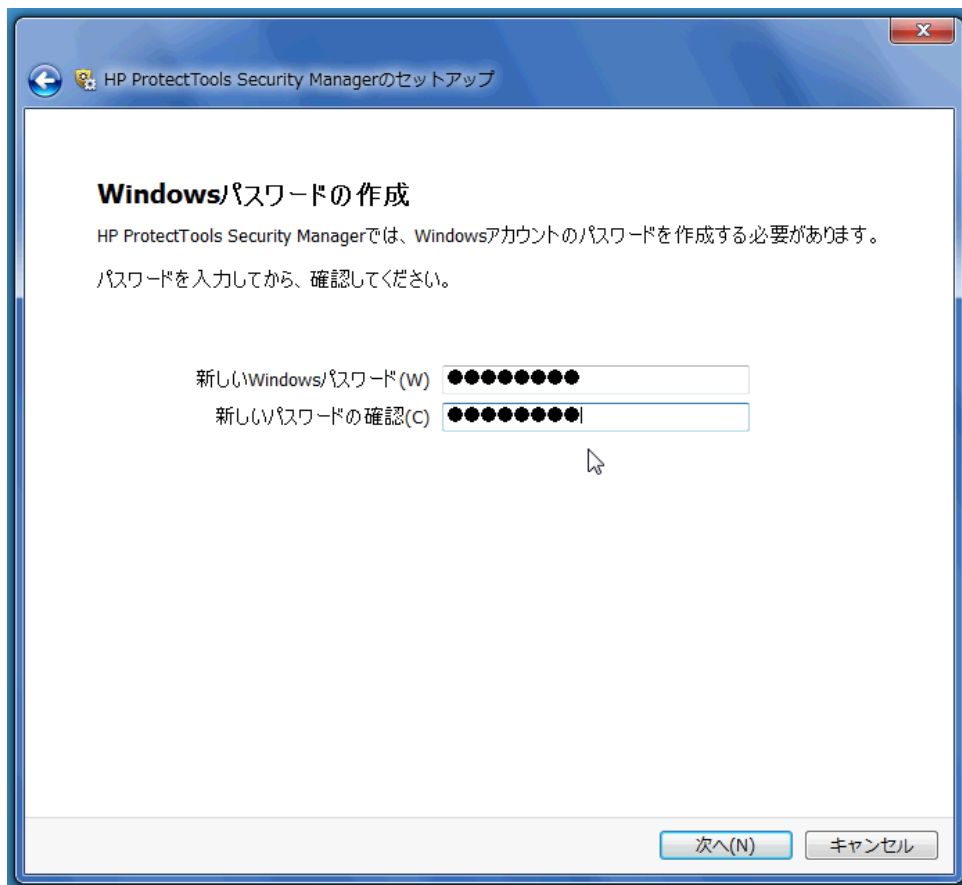 HP ProtectTools Security Managerのセットアップ
Windowsパスワードの作成
HP ProtectTools Security Managerでは、Windowsアカウントのパスワードを作成する必要があります。
パスワードを入力してから、確認してください。
新しいWindowsパスワード(W) ●●●●●●●●
新しいパスワードの確認(C) ●●●●●●●●
次へ(N) キャンセル